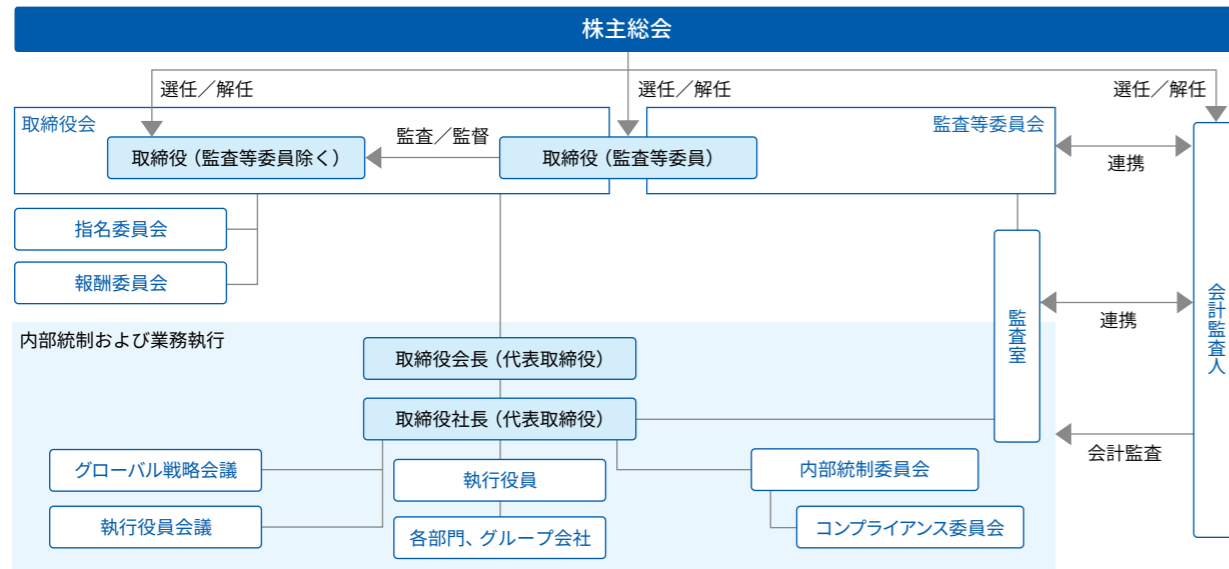 株主総会
選任／解任
選任／解任
選任／解任
取締役会
監査等委員会
取締役（監査等委員除く）
監査／監督
取締役（監査等委員）
連携
指名委員会
報酬委員会
監査室
連携
会計監査人
内部統制および業務執行
取締役会長（代表取締役）
取締役社長（代表取締役）
会計監査
グローバル戦略会議
執行役員
内部統制委員会
執行役員会議
各部門、グループ会社
コンプライアンス委員会